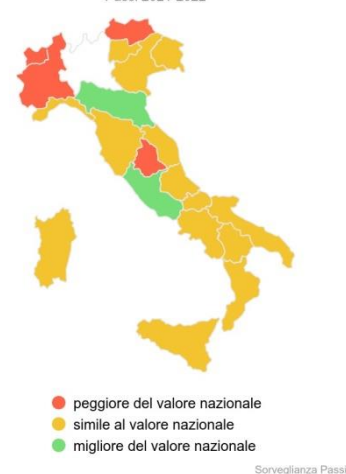 peggiore del valore nazionale
simile al valore nazionale
migliore del valore nazionale
Sorveglianza Passi